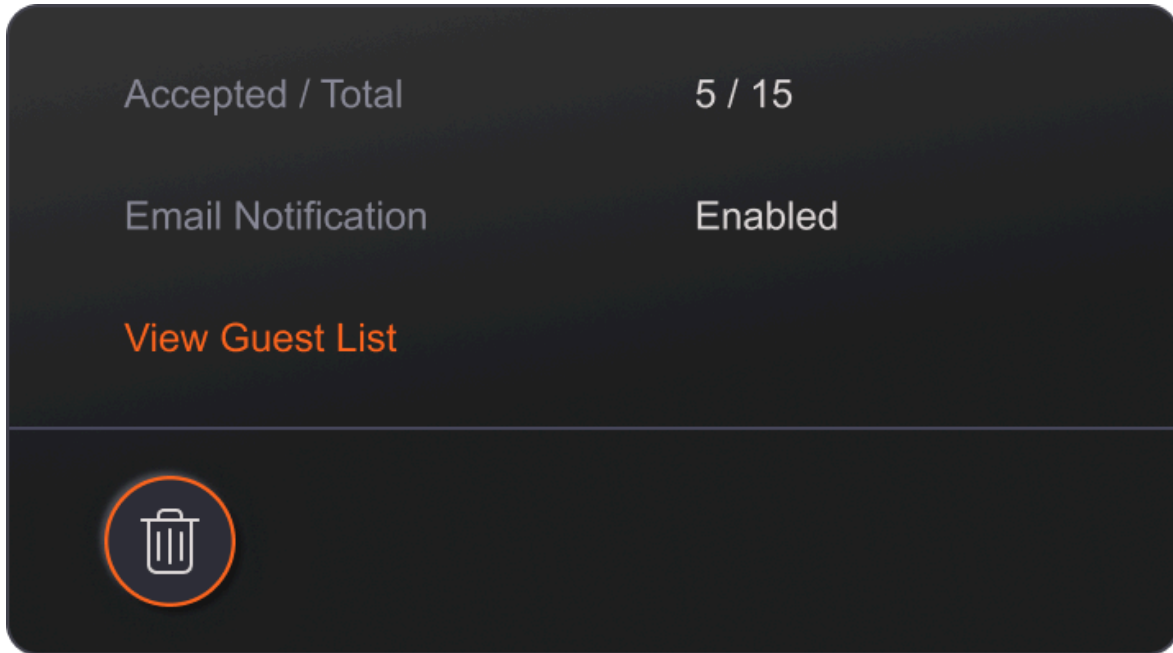 Accepted / Total 5 / 15
Email Notification Enabled
View Guest List